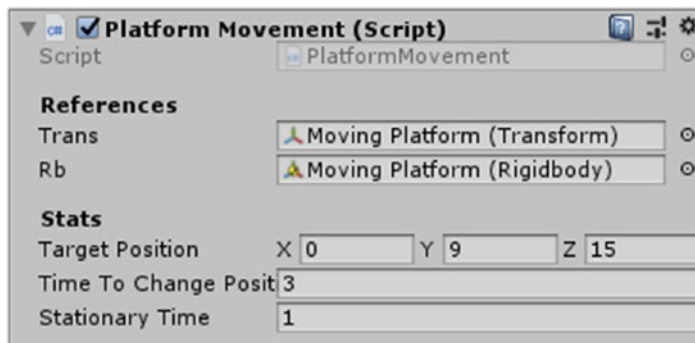 Platform Movement (Script)
Script PlatformMovement
References
Trans Moving Platform (Transform)
Rb Moving Platform (Rigidbody)
Stats
Target Position X 0 Y 9 Z 15
Time To Change Posit 3
Stationary Time 1